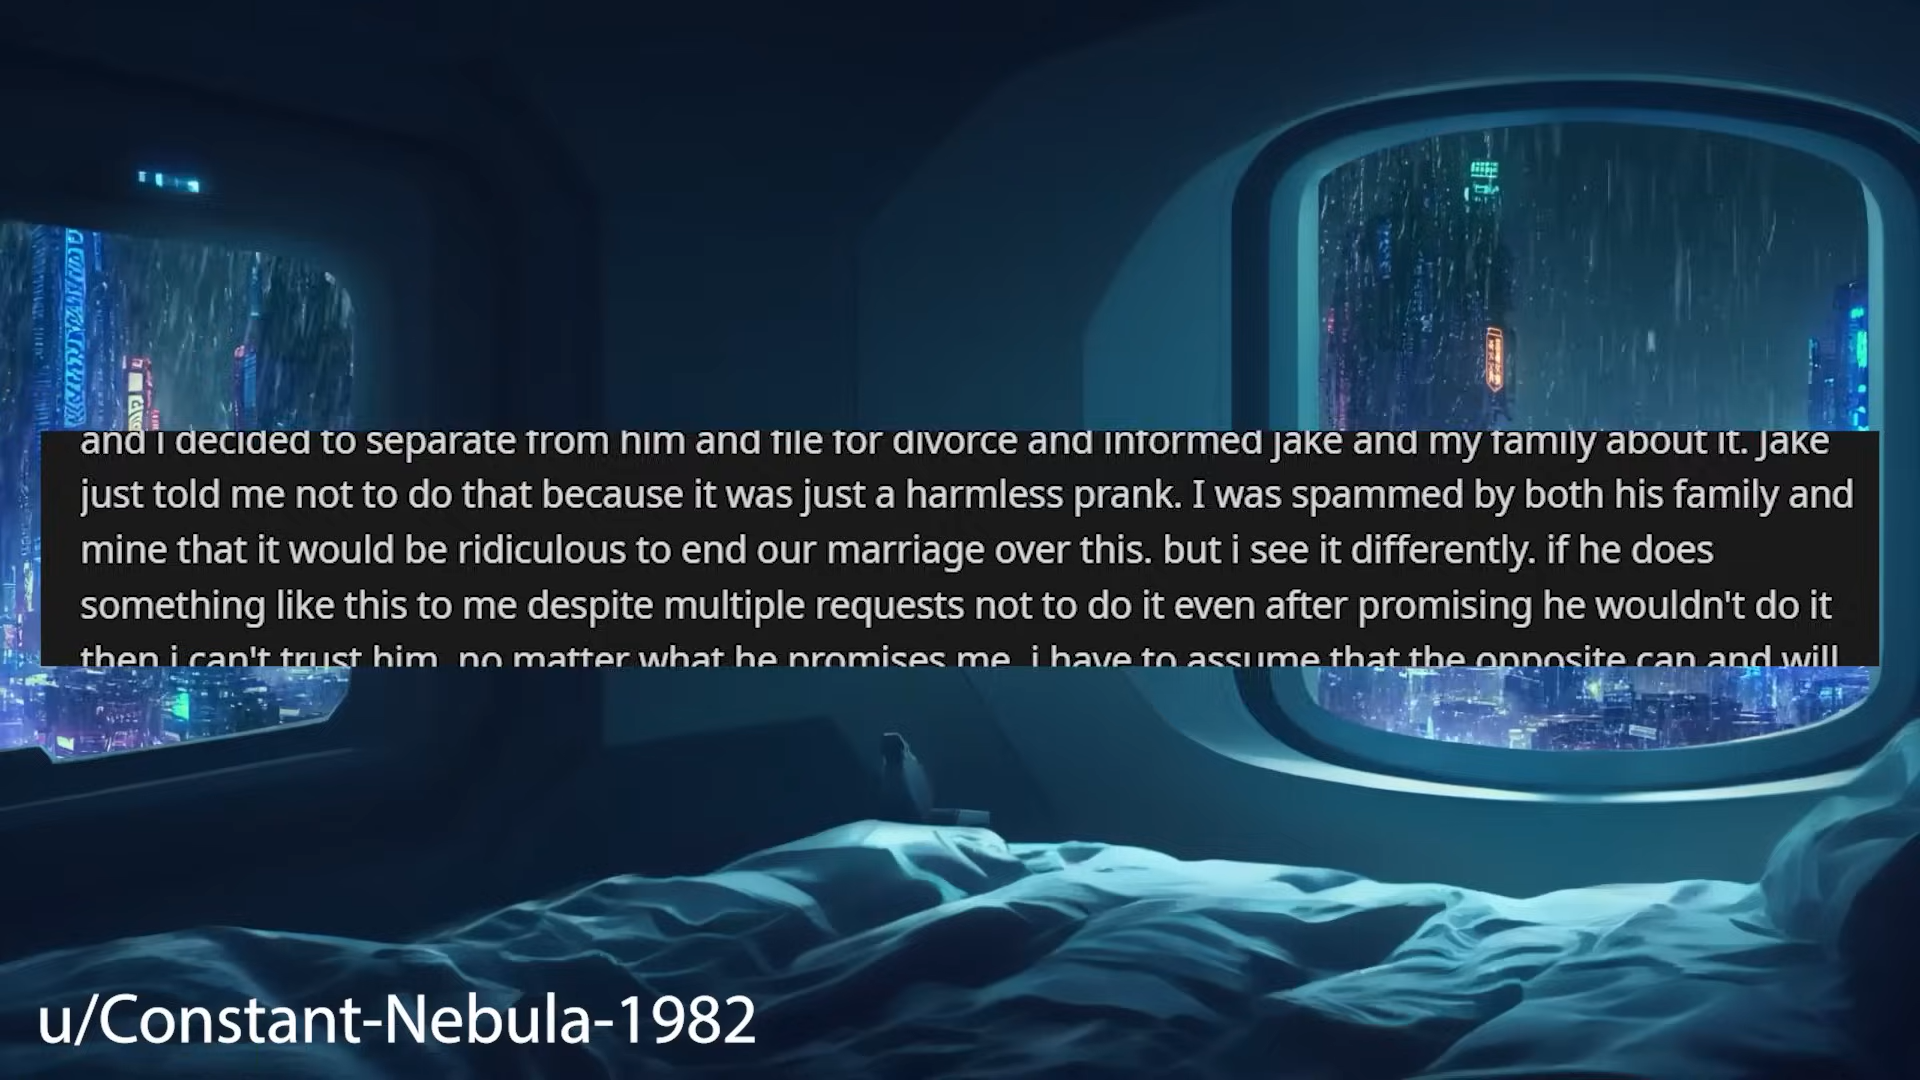 and i decided to separate from him and file for divorce and informed jake and my family about it. Jake
just told me not to do that because it was just a harmless prank. I was spammed by both his family and
mine that it would be ridiculous to end our marriage over this. but i see it differently. if he does
something like this to me despite multiple requests not to do it even after promising he wouldn't do it
then i can't trust him. no matter what he promises me, i have to assume that the opposite can and will
u/Constant-Nebula-1982